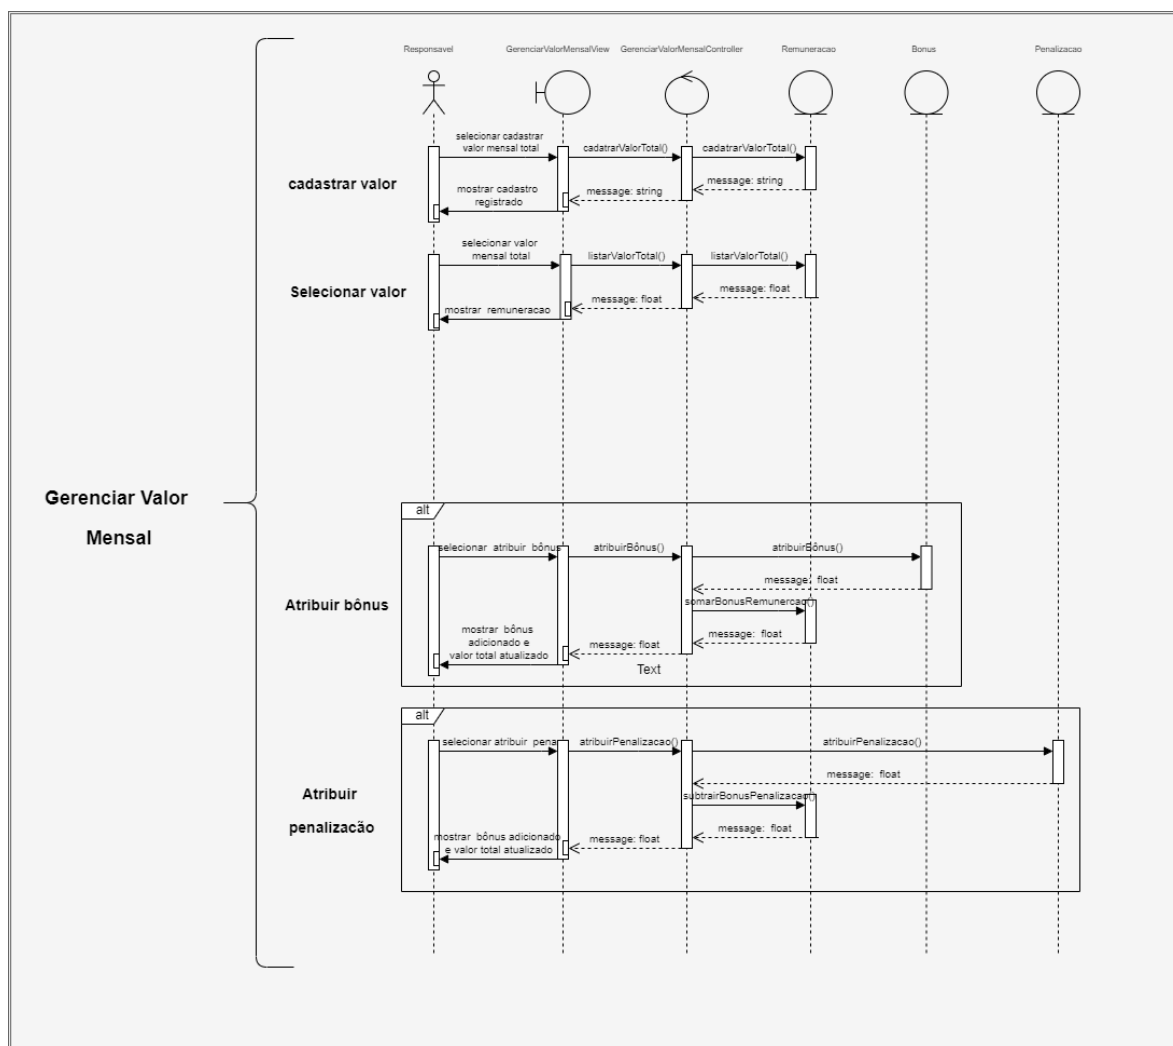 Responsavel
GerenciarValorMensalView
GerenciarValorMensalController
Remuneracao
Bonus
Penalizacao
cadastrar valor
selecionar cadastrar
valor mensal total
cadatrarValorTotal()
cadatrarValorTotal()
message: string
message: string
mostrar cadastro
registrado
Selecionar valor
selecionar valor
mensal total
listarValorTotal()
listarValorTotal()
message: float
message: float
mostrar remuneracao
Gerenciar Valor
Mensal
alt
Atribuir bônus
selecionar atribuir bônus
atribuirBônus()
atribuirBônus()
message: float
somarBonusRemunercao()
message: float
message: float
mostrar bônus
adicionado e
valor total atualizado
Text
alt
Atribuir
penalizacão
selecionar atribuir pena
atribuirPenalizacao()
atribuirPenalizacao()
message: float
subtrairBonusPenalizacao()
message: float
message: float
mostrar bônus adicionado
e valor total atualizado